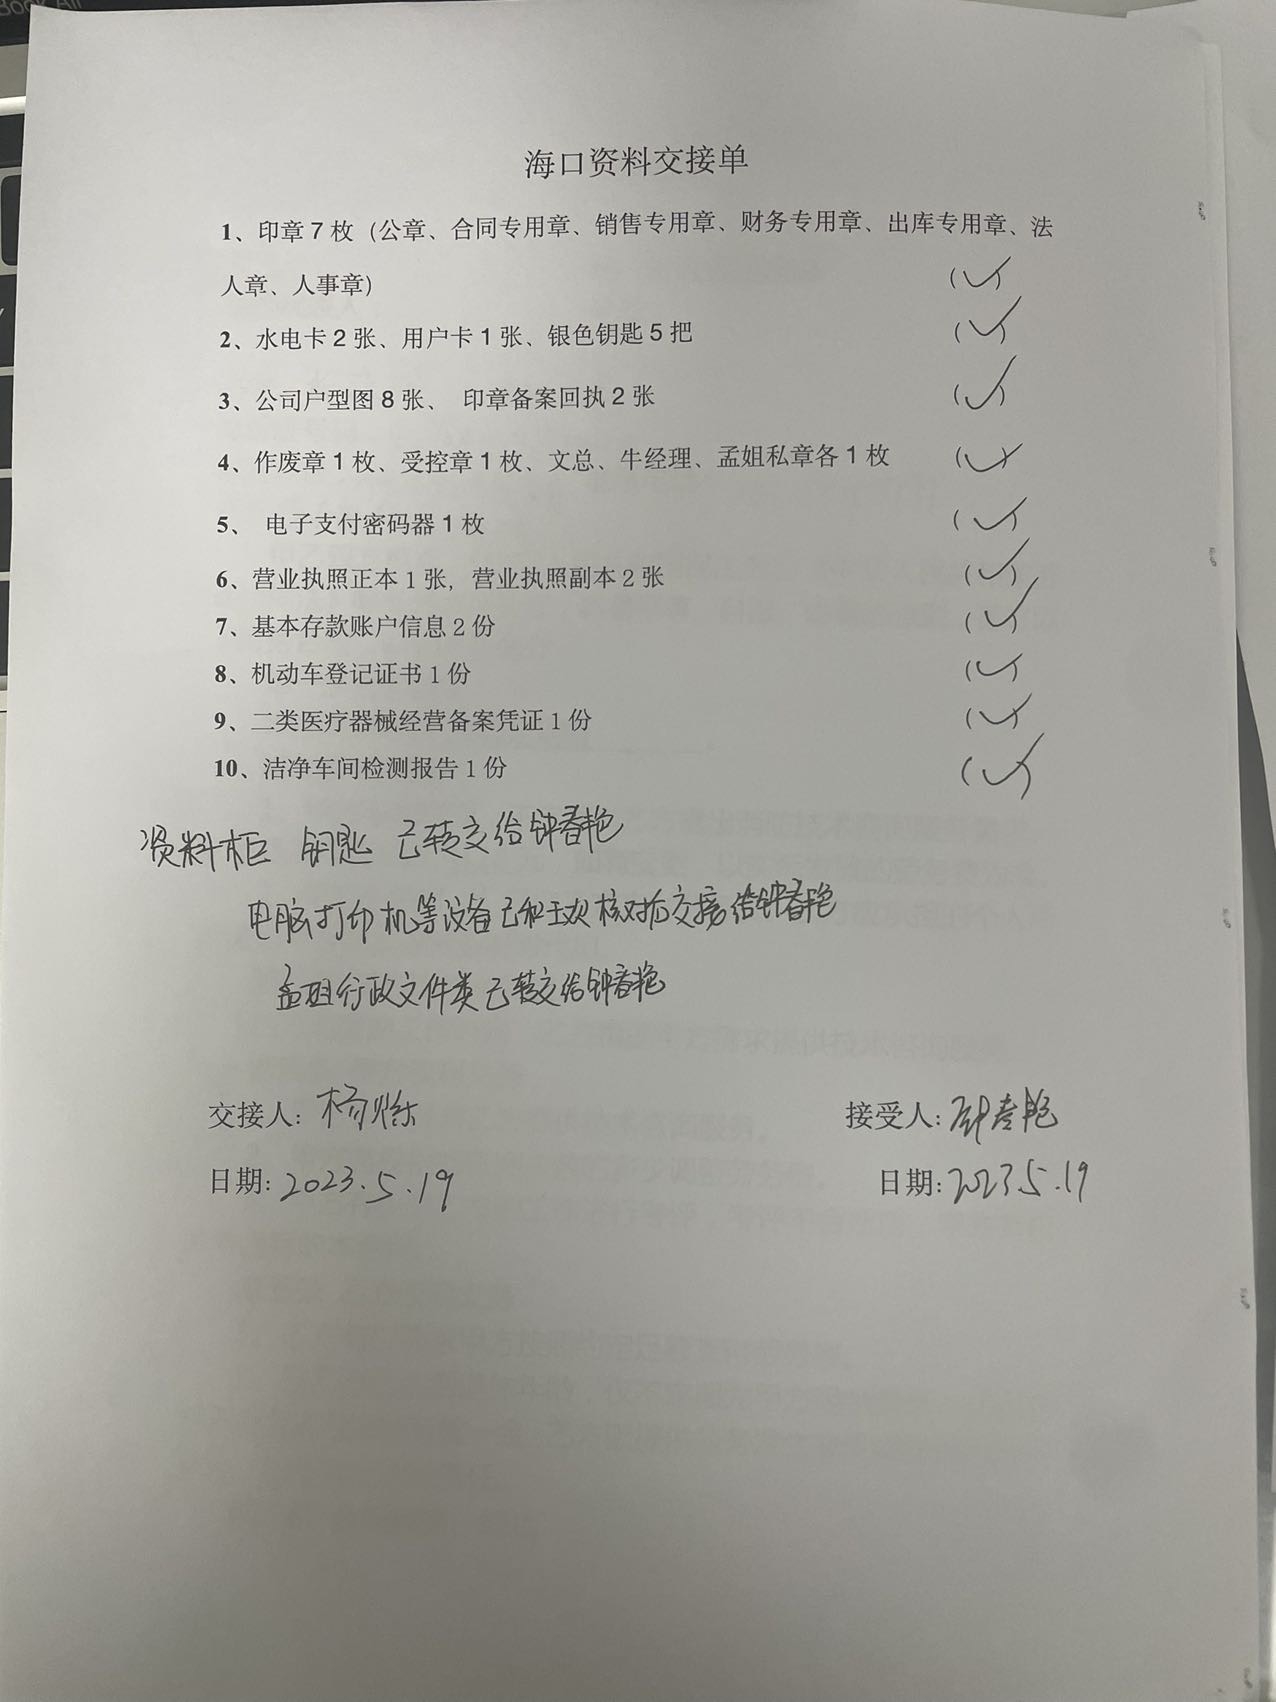 海口资料交接单
1、印章 7 枚（公章、合同专用章、销售专用章、财务专用章、出库专用章、法
人章、人事章） (✓)
2、水电卡 2 张、用户卡 1 张、银色钥匙 5 把 (✓)
3、公司户型图 8 张、 印章备案回执 2 张 (✓)
4、作废章 1 枚、受控章 1 枚、文总、牛经理、孟姐私章各 1 枚 (✓)
5、 电子支付密码器 1 枚 (✓)
6、营业执照正本 1 张，营业执照副本 2 张 (✓)
7、基本存款账户信息 2 份 (✓)
8、机动车登记证书 1 份 (✓)
9、二类医疗器械经营备案凭证 1 份 (✓)
10、洁净车间检测报告 1 份 (✓)
资料柜 钥匙 已转交给钟春艳
电脑打印机等设备已和王欢核对后交接给钟春艳
孟姐行政文件类已转交给钟春艳
交接人：杨烁 接受人：钟春艳
日期：2023.5.19 日期：2023.5.19